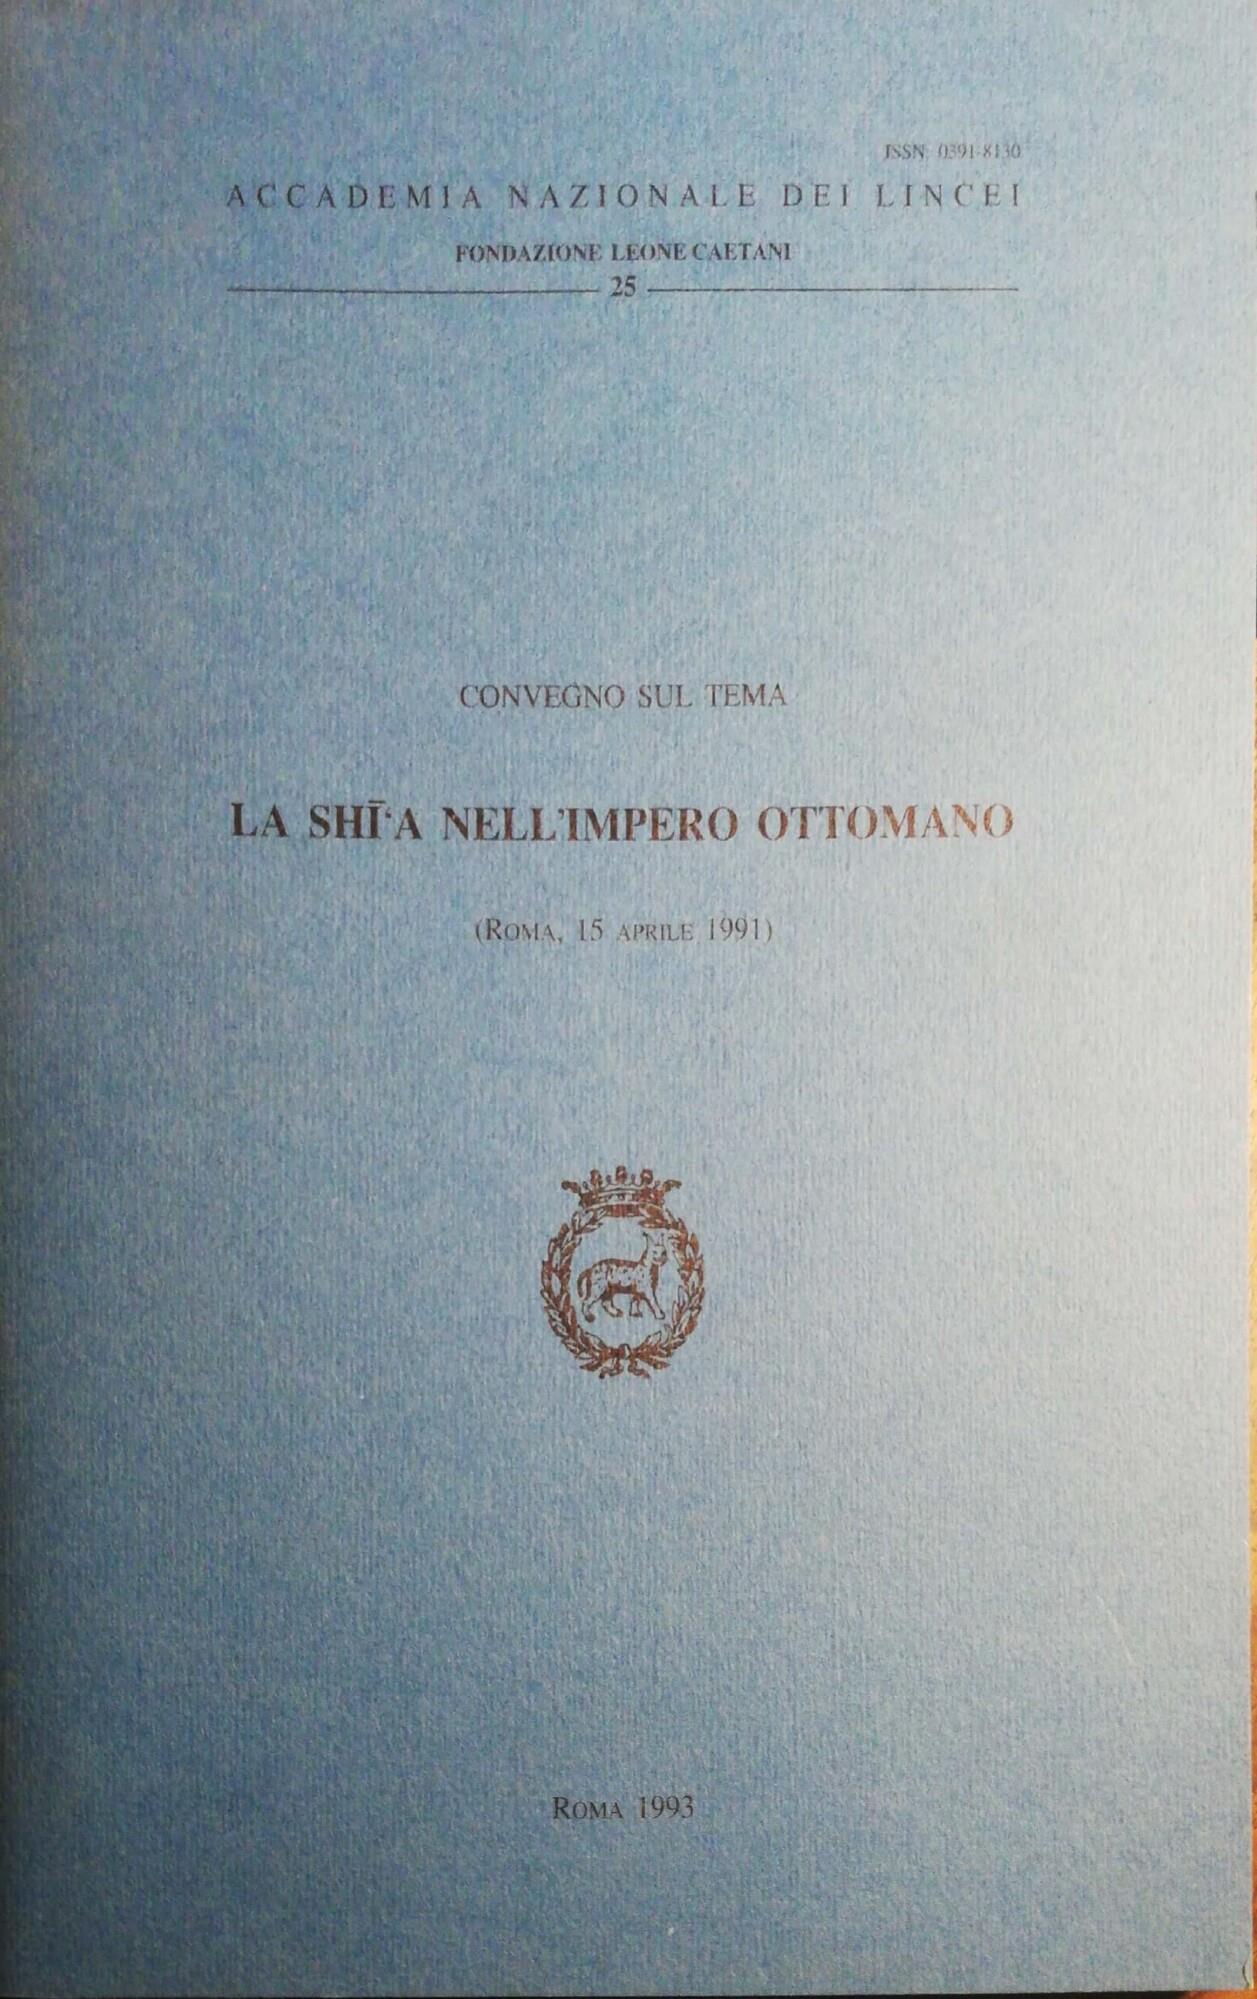 ISSN: 0391-8130
ACCADEMIA NAZIONALE DEI LINCEI
FONDAZIONE LEONE CAETANI
25
CONVEGNO SUL TEMA
LA SHĪ‘A NELL'IMPERO OTTOMANO
(ROMA, 15 APRILE 1991)
ROMA 1993